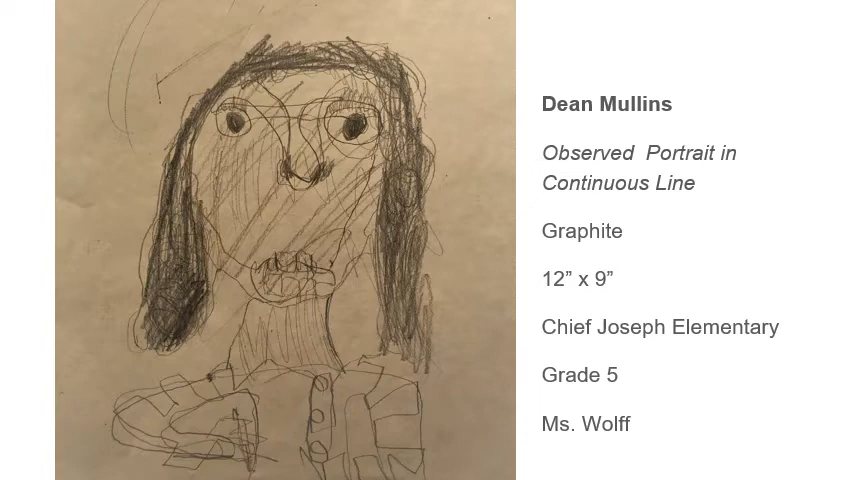 Dean Mullins
Observed  Portrait in
Continuous Line
Graphite
12” x 9”
Chief Joseph Elementary
Grade 5
Ms. Wolff